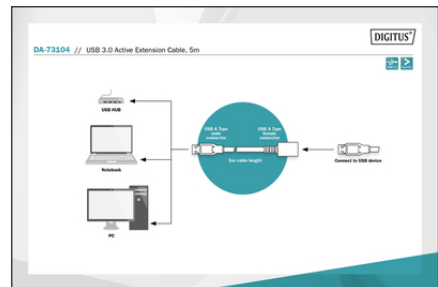 DIGITUS®
DA-73104 // USB 3.0 Active Extension Cable, 5m
USB HUB
USB A Type
male
connector
USB A Type
female
connector
Notebook
5m cable length
Connect to USB device
PC